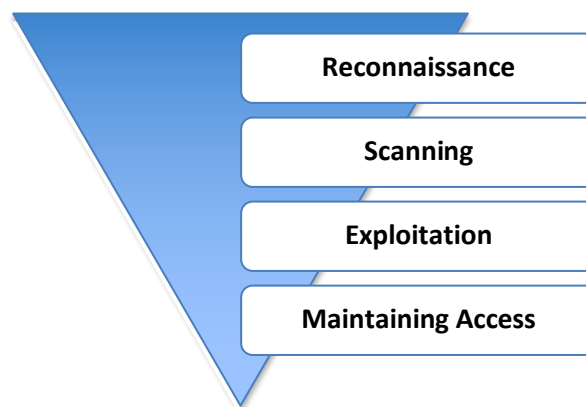 Reconnaissance
Scanning
Exploitation
Maintaining Access